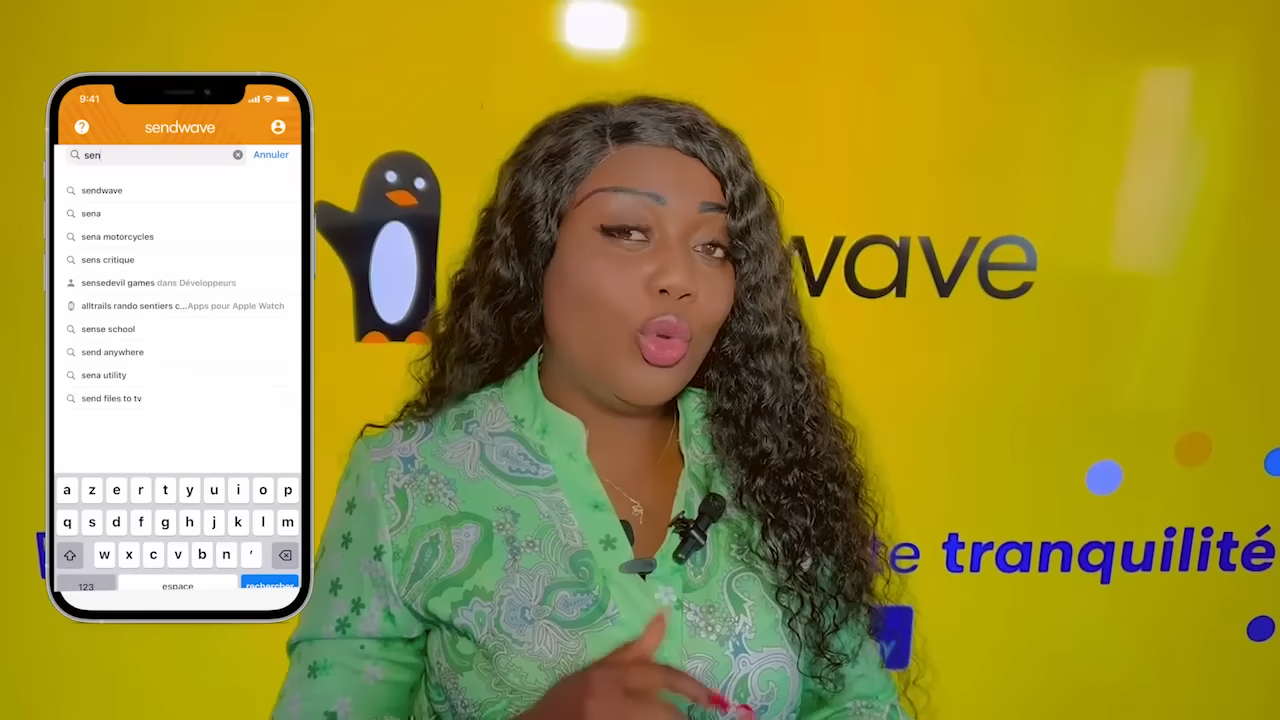 9:41
sendwave
sen
Annuler
sendwave
sena
sena motorcycles
sens critique
sensedevil games dans Développeurs
alltrails rando sentiers c...Apps pour Apple Watch
sense school
send anywhere
sena utility
send files to tv
a z e r t y u i o p
q s d f g h j k l m
w x c v b n ′
123 espace rechercher
wave
te tranquilité